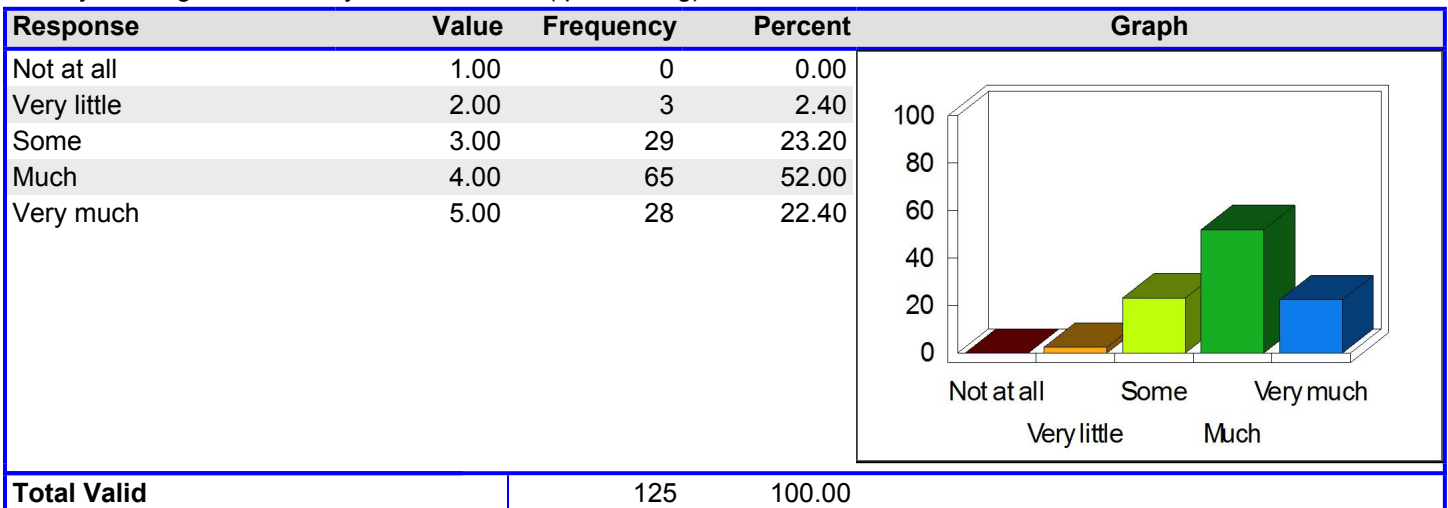 Response Value Frequency Percent Graph
Not at all 1.00 0 0.00
Very little 2.00 3 2.40
Some 3.00 29 23.20
Much 4.00 65 52.00
Very much 5.00 28 22.40
100
80
60
40
20
0
Not at all Some Very much
Very little Much
Total Valid 125 100.00